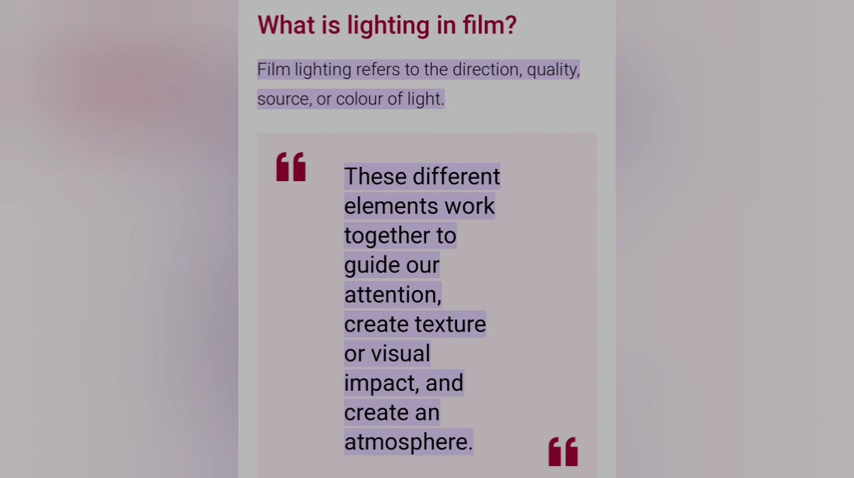 What is lighting in film?
Film lighting refers to the direction, quality,
source, or colour of light.
These different
elements work
together to
guide our
attention,
create texture
or visual
impact, and
create an
atmosphere.